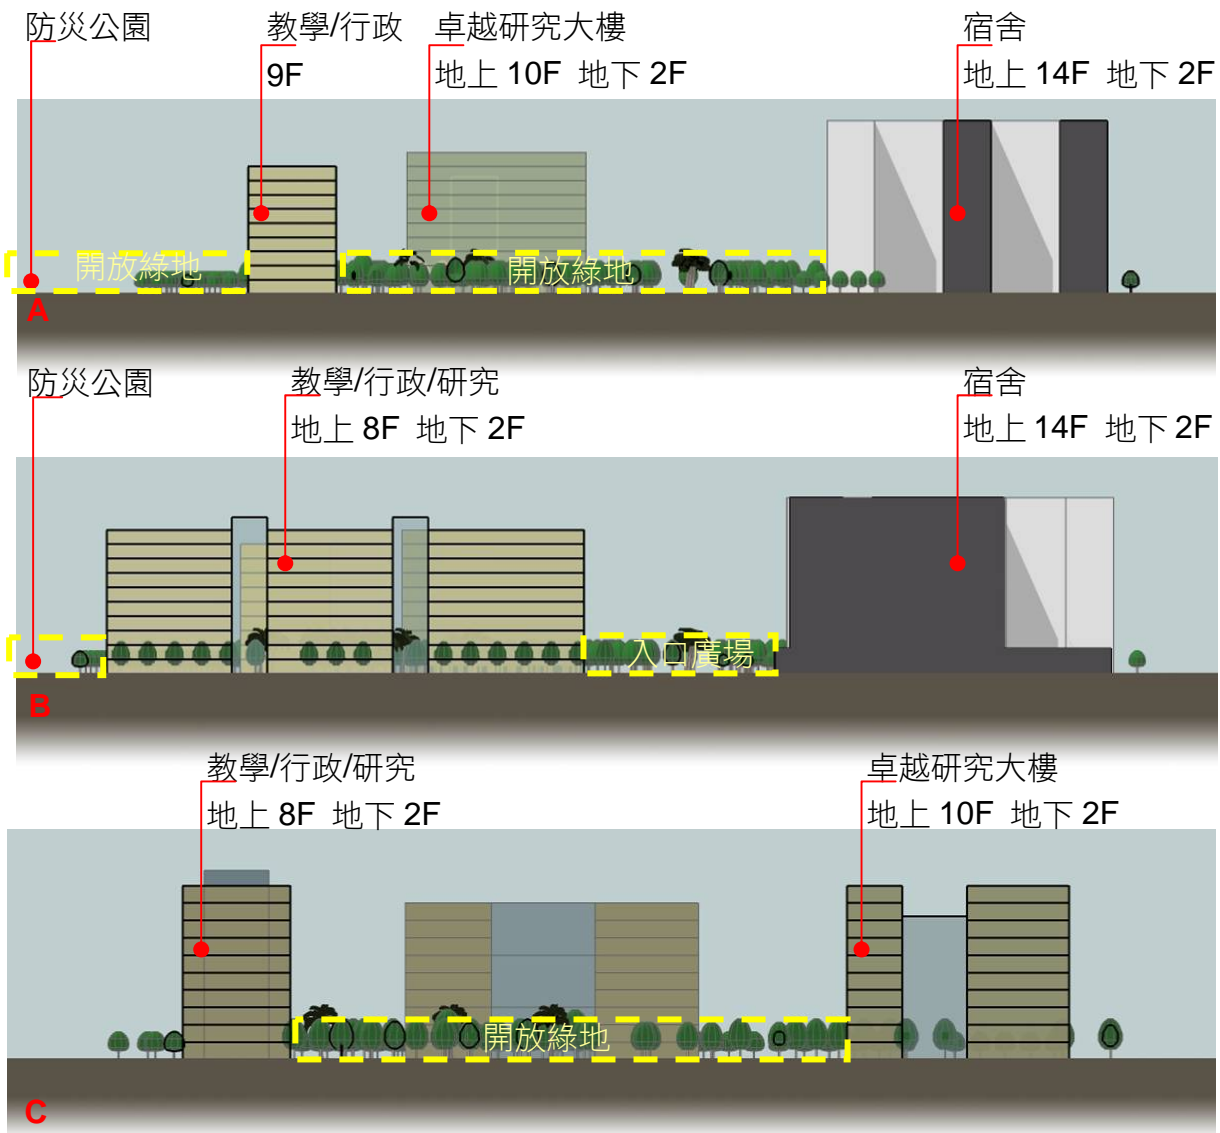 防災公園 教學/行政 卓越研究大樓 宿舍
9F 地上 10F 地下 2F 地上 14F 地下 2F
開放綠地 開放綠地
A
防災公園 教學/行政/研究 宿舍
地上 8F 地下 2F 地上 14F 地下 2F
入口廣場
B
教學/行政/研究 卓越研究大樓
地上 8F 地下 2F 地上 10F 地下 2F
開放綠地
C